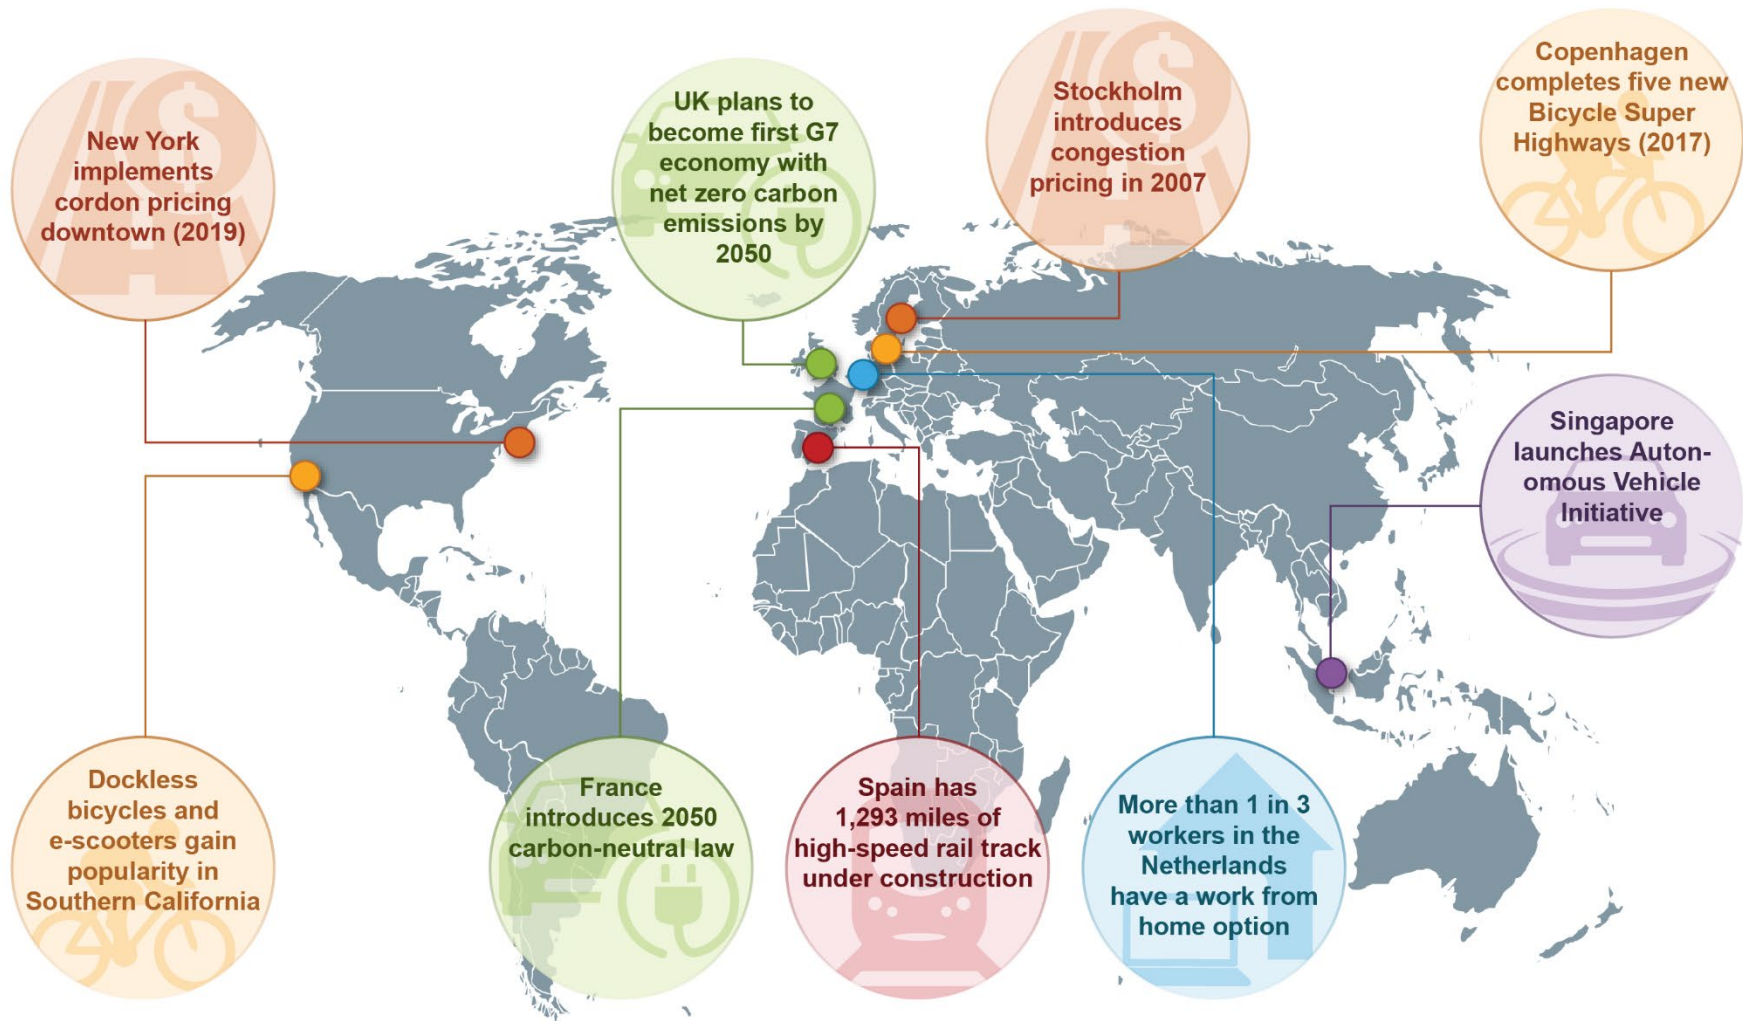 New York
implements
cordon pricing
downtown (2019)
UK plans to
become first G7
economy with
net zero carbon
emissions by
2050
Stockholm
introduces
congestion
pricing in 2007
Copenhagen
completes five new
Bicycle Super
Highways (2017)
Singapore
launches Auton-
omous Vehicle
Initiative
Dockless
bicycles and
e-scooters gain
popularity in
Southern California
France
introduces 2050
carbon-neutral law
Spain has
1,293 miles of
high-speed rail track
under construction
More than 1 in 3
workers in the
Netherlands
have a work from
home option